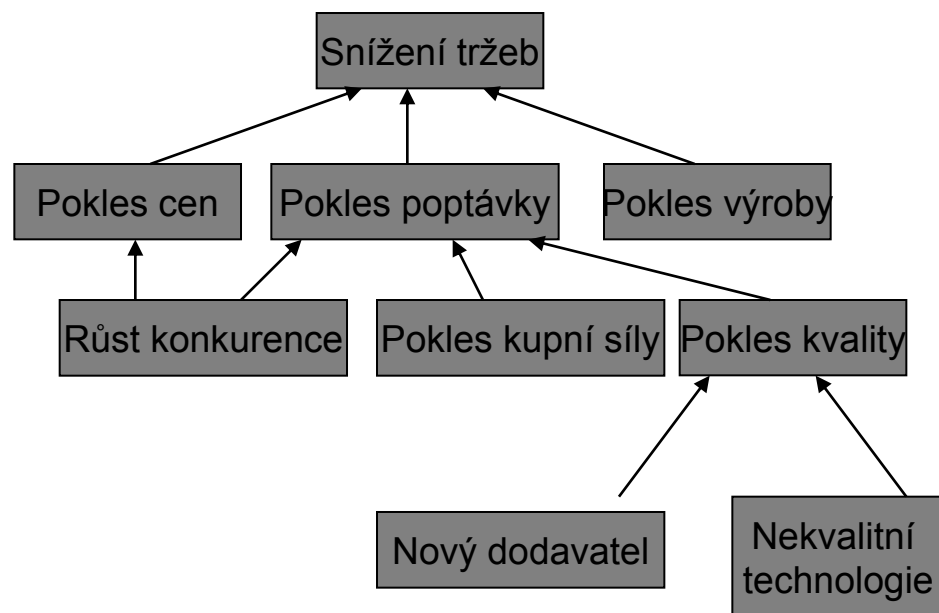 Snížení tržeb
Pokles cen
Pokles poptávky
Pokles výroby
Růst konkurence
Pokles kupní síly
Pokles kvality
Nový dodavatel
Nekvalitní
technologie